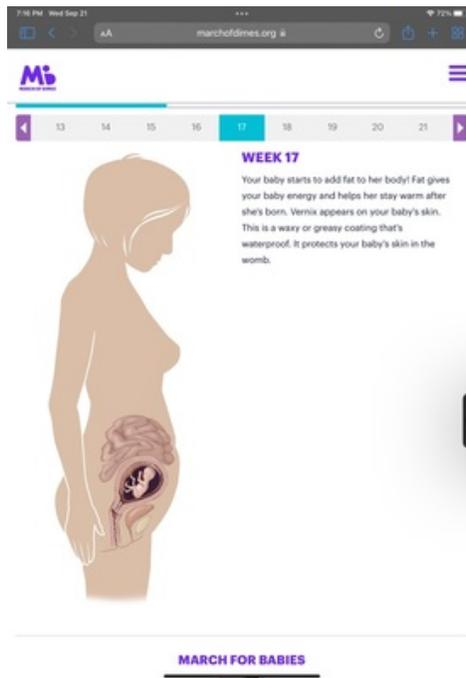 7:16 PM Wed Sep 21
72%
AA
marchofdimes.org
MARCH OF DIMES
13 14 15 16 17 18 19 20 21
WEEK 17
Your baby starts to add fat to her body! Fat gives
your baby energy and helps her stay warm after
she's born. Vernix appears on your baby's skin.
This is a waxy or greasy coating that's
waterproof. It protects your baby's skin in the
womb.
MARCH FOR BABIES